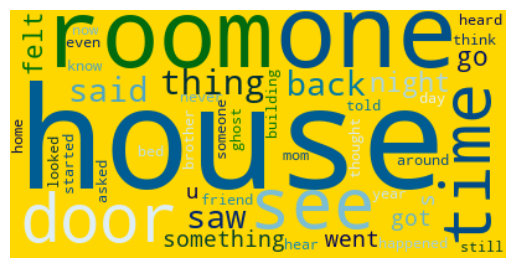 room
one
felt
now
even
know
said
thing
back
night
heard
think
go
day
never
told
building
house
time
home
looked
started
asked
bed
brother
someone
ghost
mom
thought
around
door
u
friend
see
year
s
saw
got
something
hear
went
happened
still